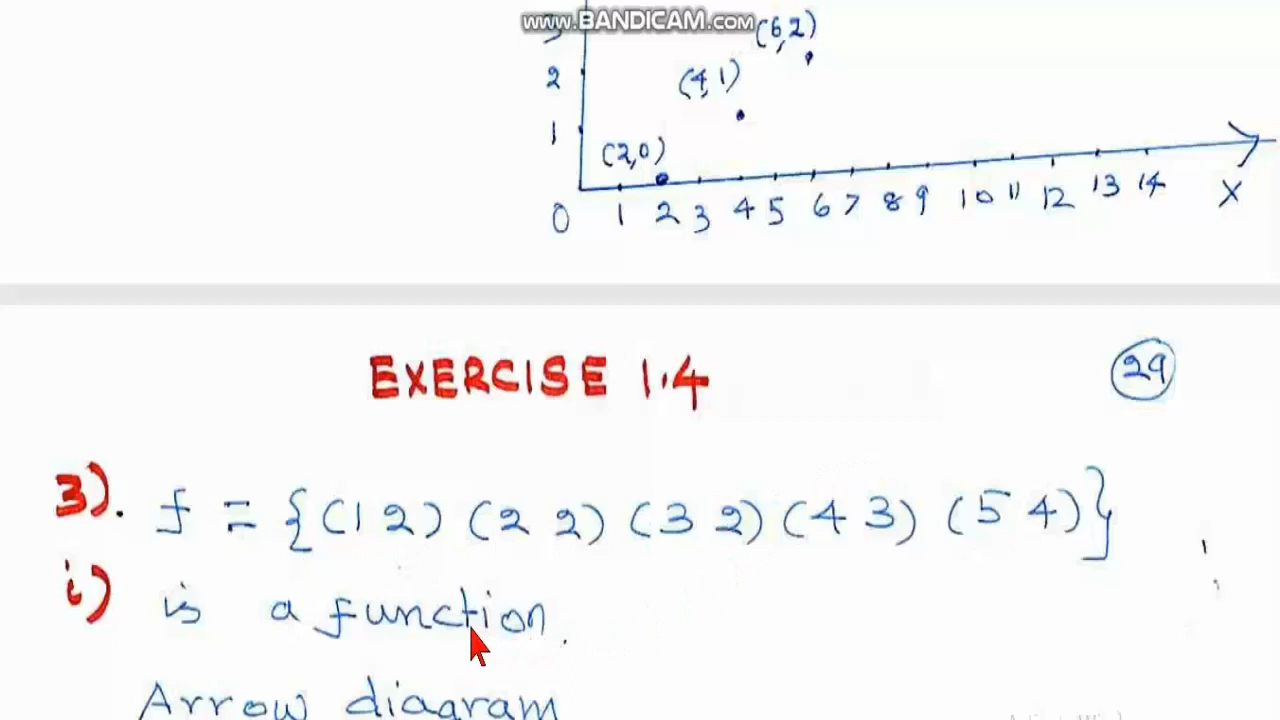 www.BANDICAM.com
3 (6,2)
2 (4,1)
1 (2,0)
0 1 2 3 4 5 6 7 8 9 10 11 12 13 14 X
EXERCISE 1.4 29
3). f = {(1 2) (2 2) (3 2) (4 3) (5 4)}
i) is a function.
Arrow diagram